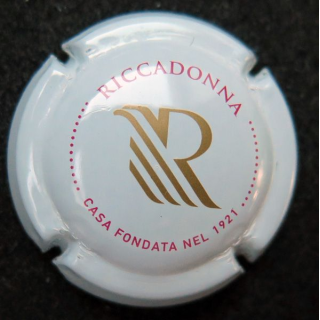 RICCADONNA
R
CASA FONDATA NEL 1921